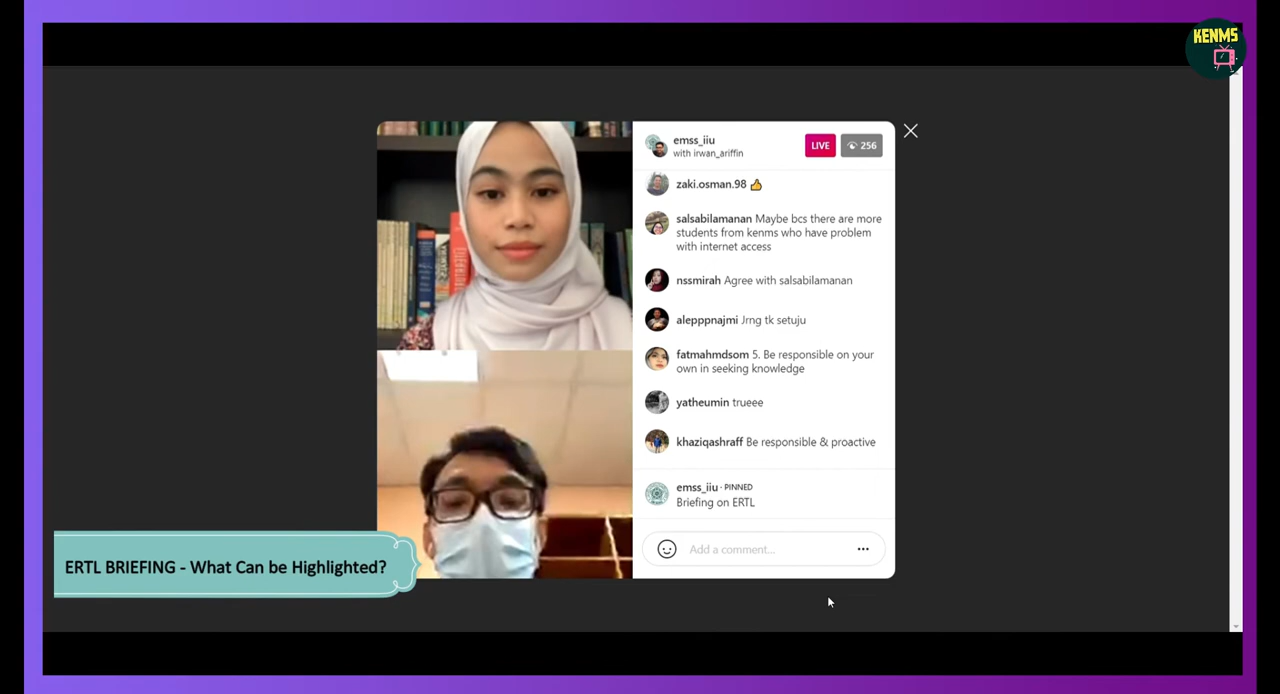 KENMS
emss_iiu
with irwan_ariffin
LIVE
256
zaki.osman.98 👍
salsabilamanan Maybe bcs there are more
students from kenms who have problem
with internet access
nssmirah Agree with salsabilamanan
alepppnajmi Jrng tk setuju
fatmahmdsom 5. Be responsible on your
own in seeking knowledge
yatheumin trueee
khaziqashraff Be responsible & proactive
emss_iiu · PINNED
Briefing on ERTL
Add a comment...
ERTL BRIEFING - What Can be Highlighted?